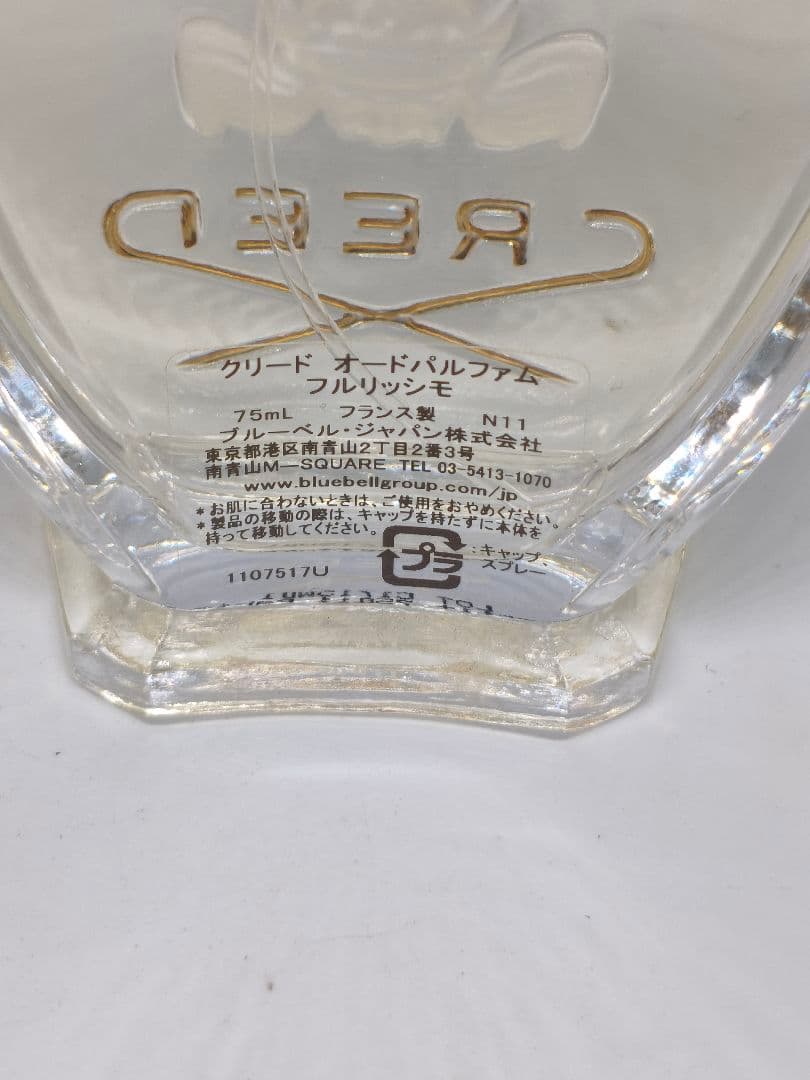 CREED
クリード オードパルファム
フルリッシモ
75mL フランス製 N11
ブルーベル・ジャパン株式会社
東京都港区南青山2丁目2番3号
南青山M—SQUARE TEL 03-5413-1070
www.bluebellgroup.com/jp
*お肌に合わないときは、ご使用をおやめください。
*製品の移動の際は、キャップを持たずに本体を
持って移動してください。
プラ :キャップ、
スプレー
1107517U